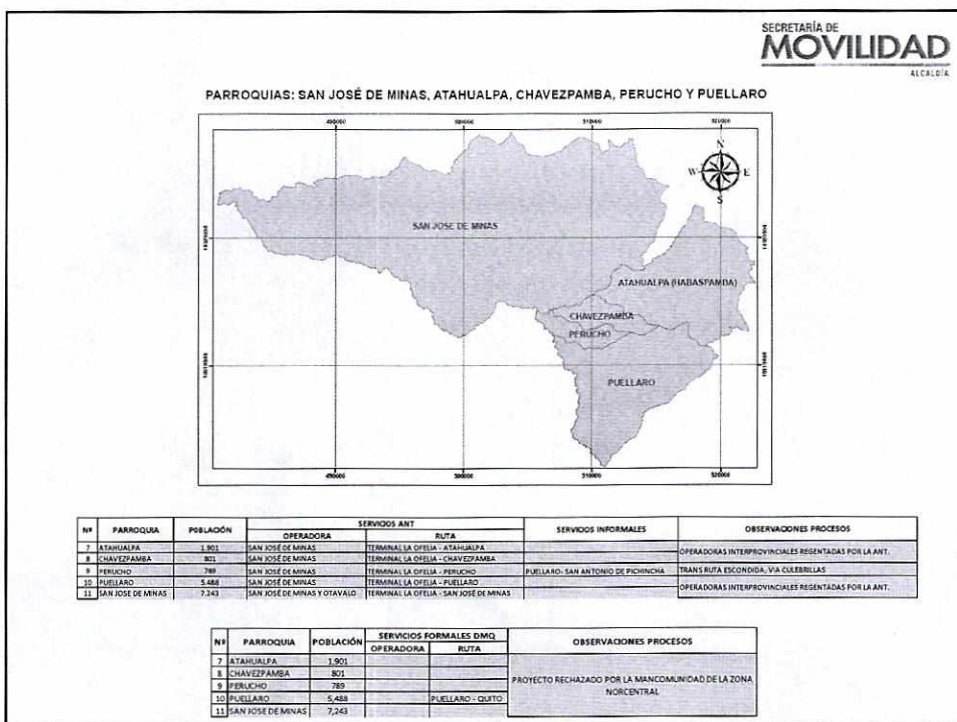 SECRETARÍA DE
MOVILIDAD
ALCALDÍA
PARROQUIAS: SAN JOSÉ DE MINAS, ATAHUALPA, CHAVEZPAMBA, PERUCHO Y PUELLARO
490000 500000 510000 520000
N
W E
S
SAN JOSE DE MINAS
ATAHUALPA (HABASPAMBA)
CHAVEZPAMBA
PERUCHO
PUELLARO
490000 500000 510000 520000
Nº PARROQUIA POBLACIÓN SERVICIOS ANT SERVICIOS INFORMALES OBSERVACIONES PROCESOS
OPERADORA RUTA
7 ATAHUALPA 1.901 SAN JOSÉ DE MINAS TERMINAL LA OFELIA - ATAHUALPA
OPERADORAS INTERPROVINCIALES REGENTADAS POR LA ANT.
8 CHAVEZPAMBA 801 SAN JOSÉ DE MINAS TERMINAL LA OFELIA - CHAVEZPAMBA
9 PERUCHO 789 SAN JOSÉ DE MINAS TERMINAL LA OFELIA - PERUCHO PUELLARO- SAN ANTONIO DE PICHINCHA TRANS RUTA ESCONDIDA, VIA CULEBRILLAS
10 PUELLARO 5.488 SAN JOSÉ DE MINAS TERMINAL LA OFELIA - PUELLARO
OPERADORAS INTERPROVINCIALES REGENTADAS POR LA ANT.
11 SAN JOSE DE MINAS 7.243 SAN JOSÉ DE MINAS Y OTAVALO TERMINAL LA OFELIA - SAN JOSÉ DE MINAS
Nº PARROQUIA POBLACIÓN SERVICIOS FORMALES DMQ OBSERVACIONES PROCESOS
OPERADORA RUTA
7 ATAHUALPA 1,901
8 CHAVEZPAMBA 801
9 PERUCHO 789
PROYECTO RECHAZADO POR LA MANCOMUNIDAD DE LA ZONA
NORCENTRAL
10 PUELLARO 5,488 PUELLARO - QUITO
11 SAN JOSE DE MINAS 7,243